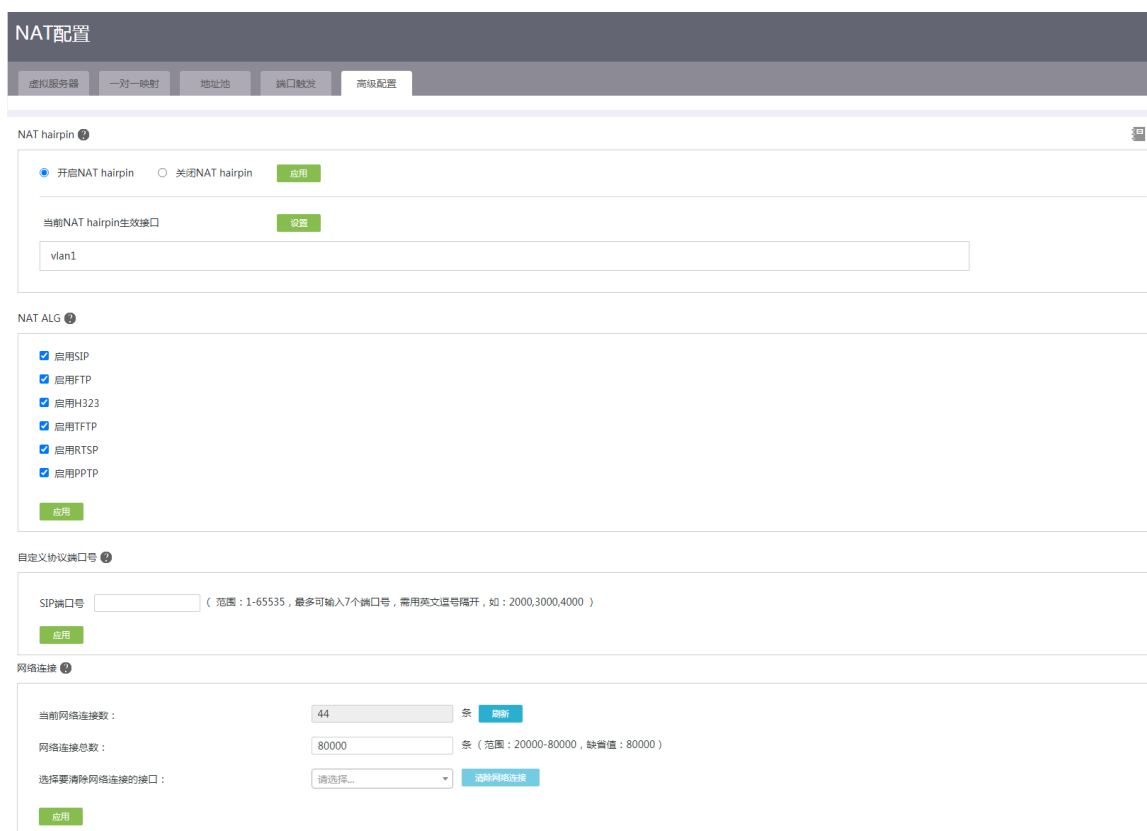 NAT配置
虚拟服务器 一对一映射 地址池 端口触发 高级配置
NAT hairpin
开启NAT hairpin 关闭NAT hairpin 应用
当前NAT hairpin生效接口 设置
vlan1
NAT ALG
启用SIP
启用FTP
启用H323
启用TFTP
启用RTSP
启用PPTP
应用
自定义协议端口号
SIP端口号 ( 范围：1-65535，最多可输入7个端口号，需用英文逗号隔开，如：2000,3000,4000 )
应用
网络连接
当前网络连接数： 44 条 刷新
网络连接总数： 80000 条 ( 范围：20000-80000，缺省值：80000 )
选择要清除网络连接的接口： 请选择... 清除网络连接
应用